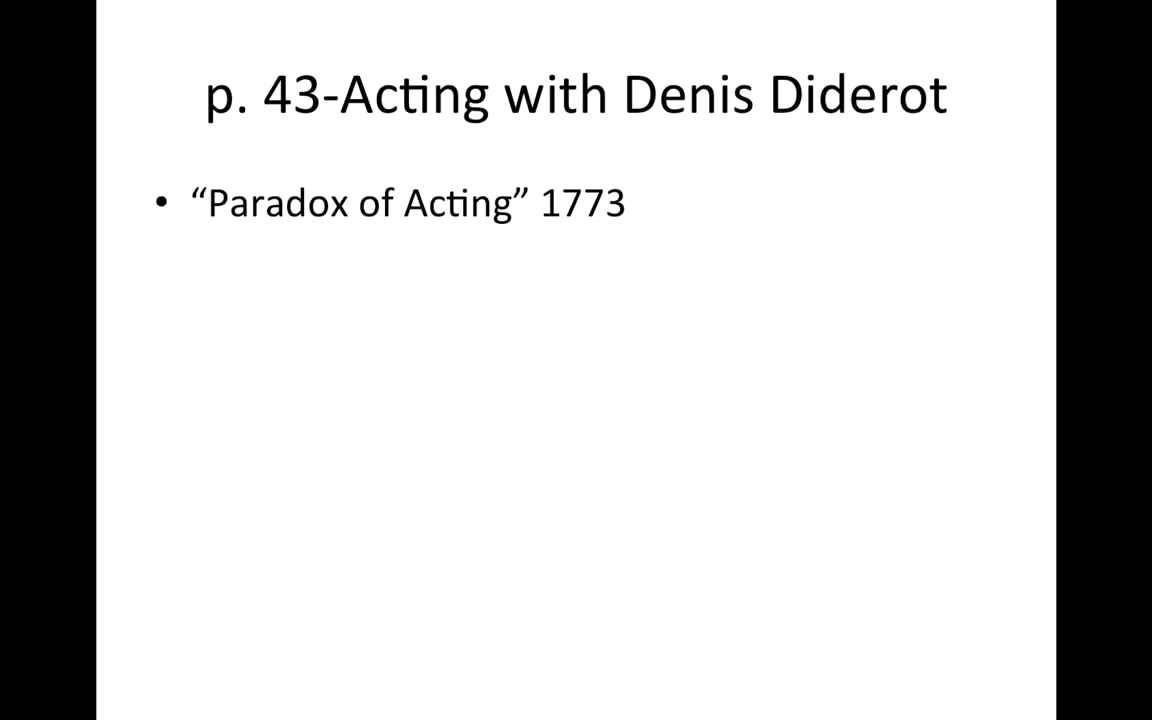 p. 43-Acting with Denis Diderot
• “Paradox of Acting” 1773